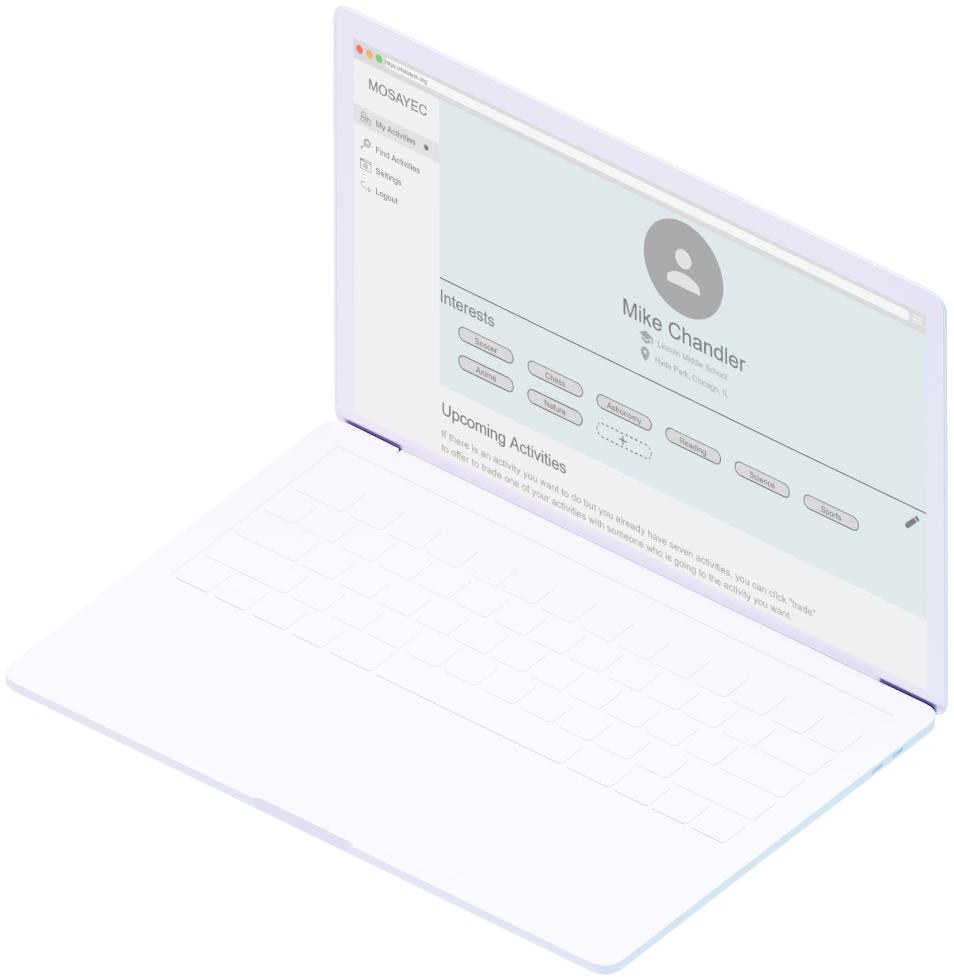 https://mosayec.org
MOSAYEC
My Activities
Find Activities
Settings
Logout
Mike Chandler
Lincoln Middle School
Hyde Park, Chicago, IL
Interests
Soccer
Chess
Astronomy
Reading
Science
Sports
Anime
Nature
+
Upcoming Activities
If there is an activity you want to do but you already have seven activities, you can click "trade"
to offer to trade one of your activities with someone who is going to the activity you want.